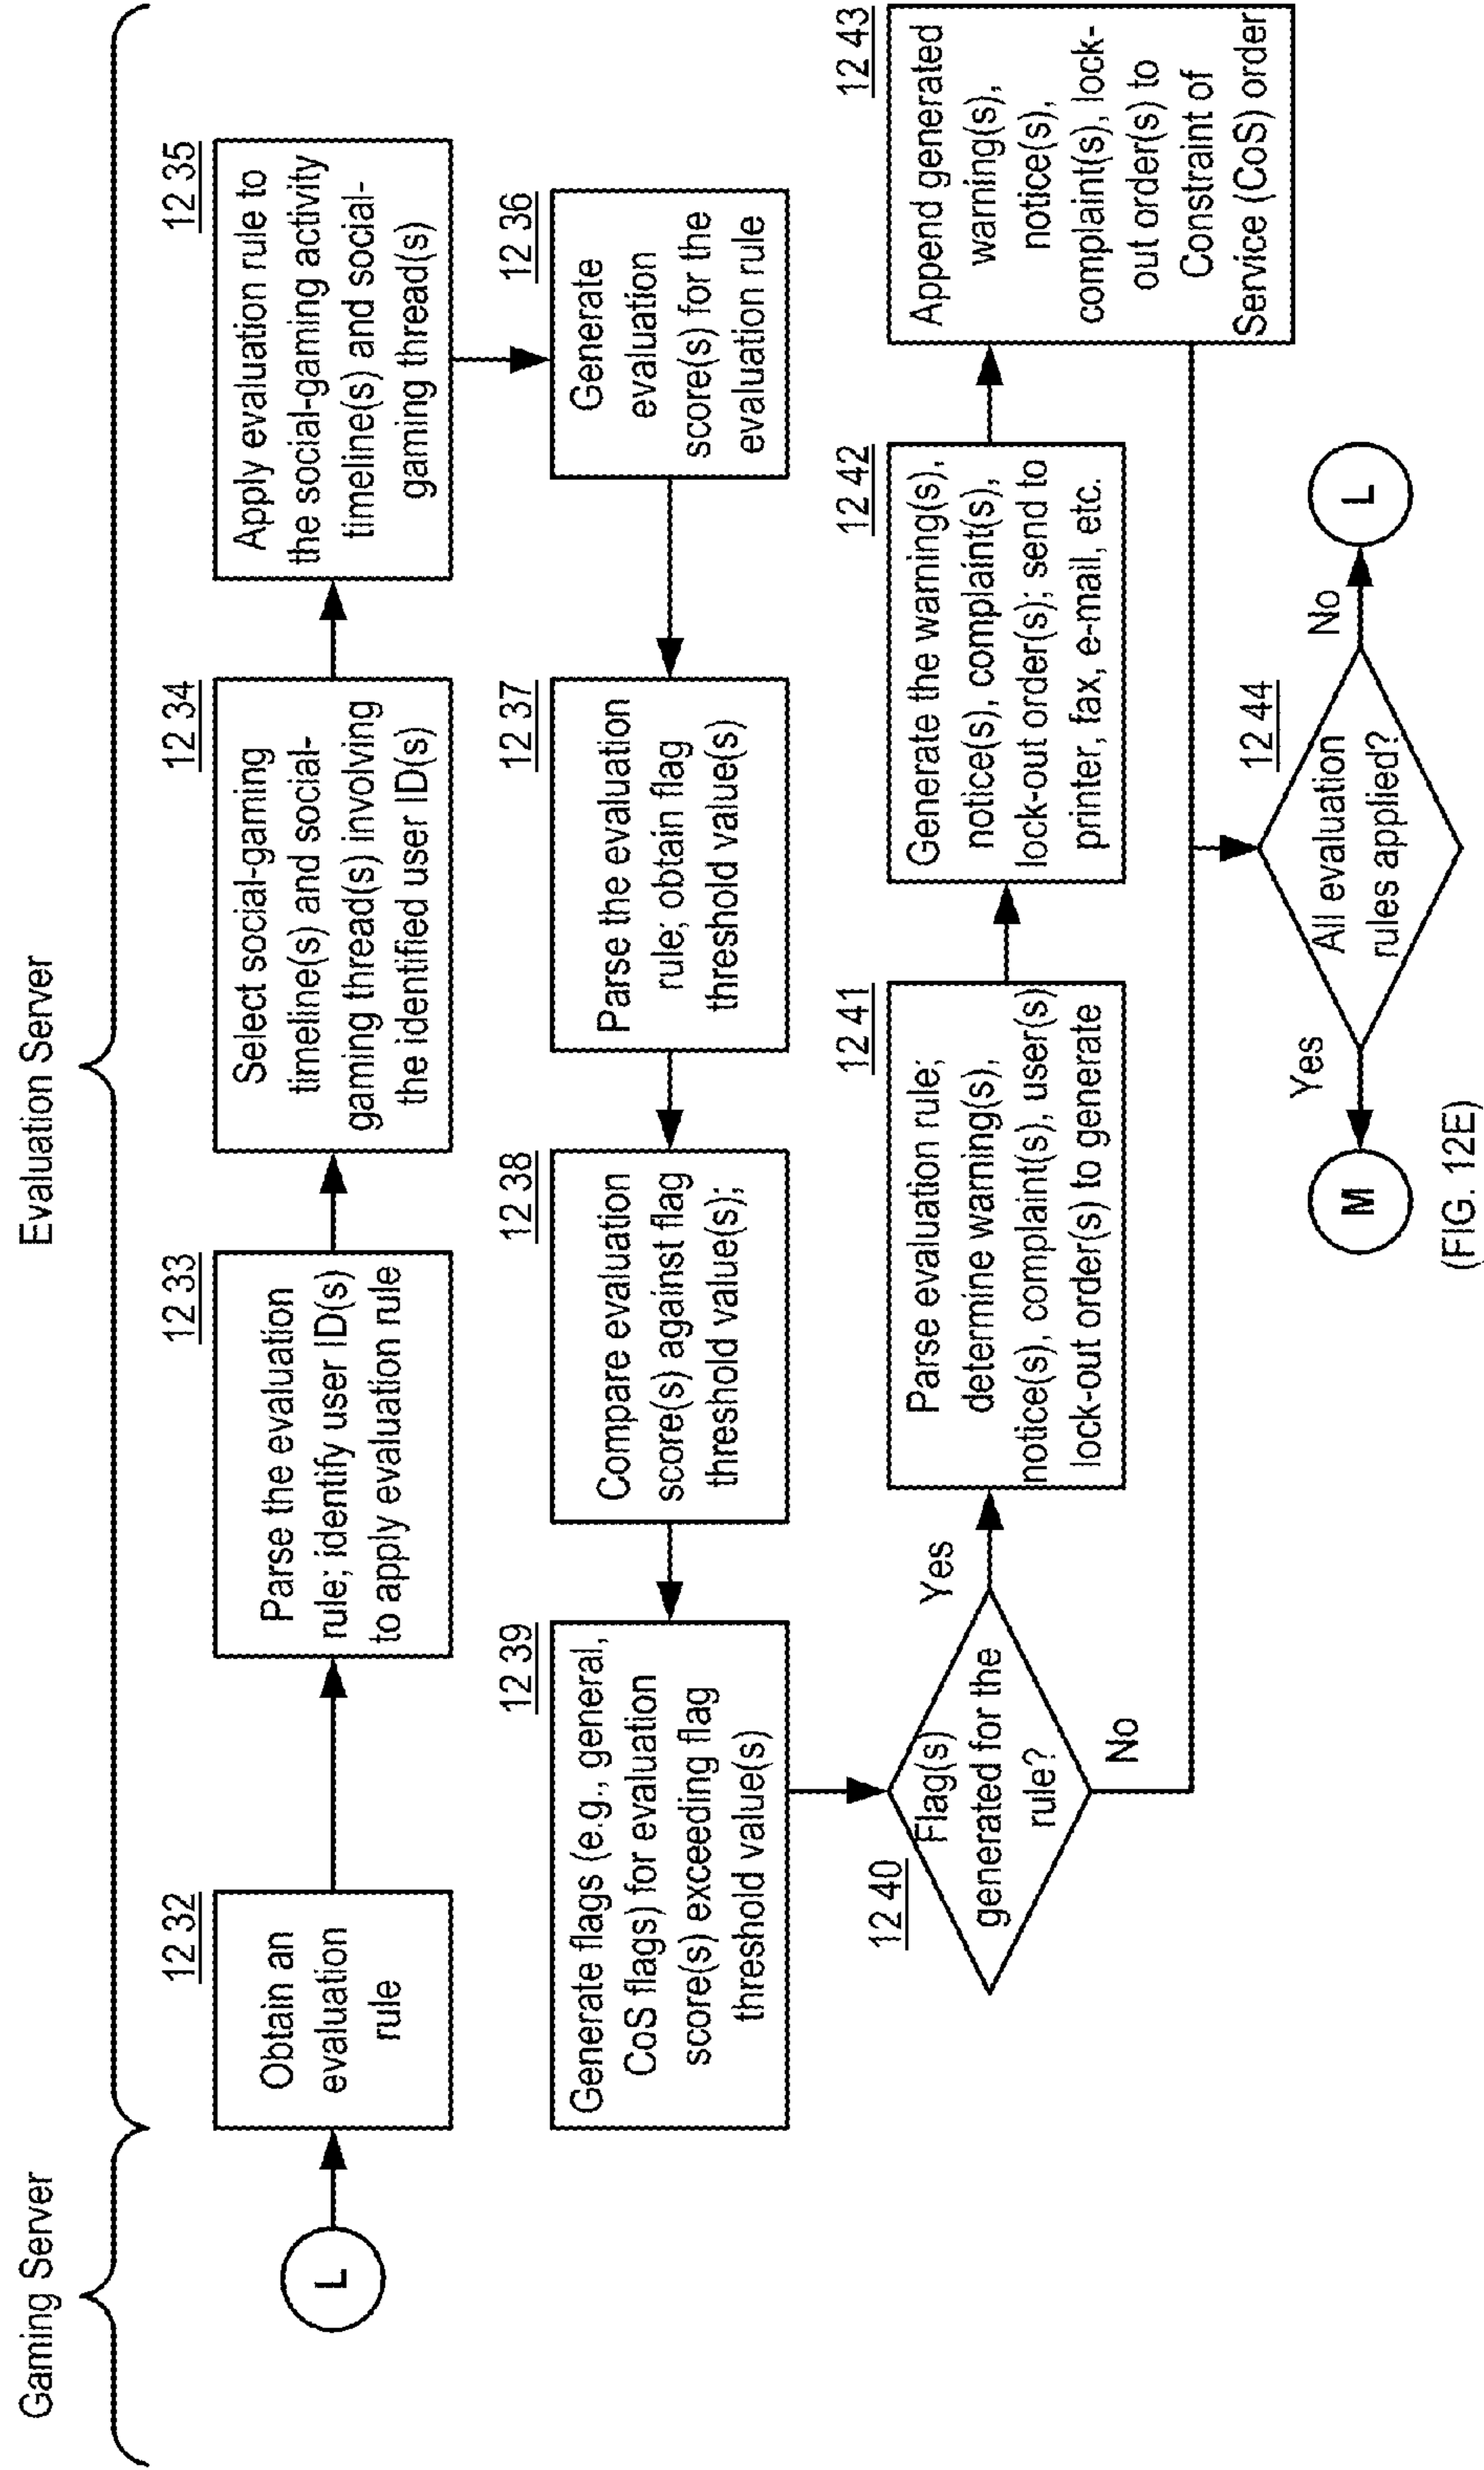 Gaming Server
Evaluation Server
L
12 32
Obtain an
evaluation
rule
12 33
Parse the evaluation
rule; identify user ID(s)
to apply evaluation rule
12 34
Select social-gaming
timeline(s) and social-
gaming thread(s) involving
the identified user ID(s)
12 35
Apply evaluation rule to
the social-gaming activity
timeline(s) and social-
gaming thread(s)
12 36
Generate
evaluation
score(s) for the
evaluation rule
12 37
Parse the evaluation
rule; obtain flag
threshold value(s)
12 38
Compare evaluation
score(s) against flag
threshold value(s);
12 39
Generate flags (e.g., general,
CoS flags) for evaluation
score(s) exceeding flag
threshold value(s)
12 40
Flag(s)
generated for the
rule?
Yes
No
12 41
Parse evaluation rule;
determine warning(s),
notice(s), complaint(s), user(s)
lock-out order(s) to generate
12 42
Generate the warning(s),
notice(s), complaint(s),
lock-out order(s); send to
printer, fax, e-mail, etc.
12 43
Append generated
warning(s),
notice(s),
complaint(s), lock-
out order(s) to
Constraint of
Service (CoS) order
12 44
All evaluation
rules applied?
Yes
No
M
L
(FIG. 12E)